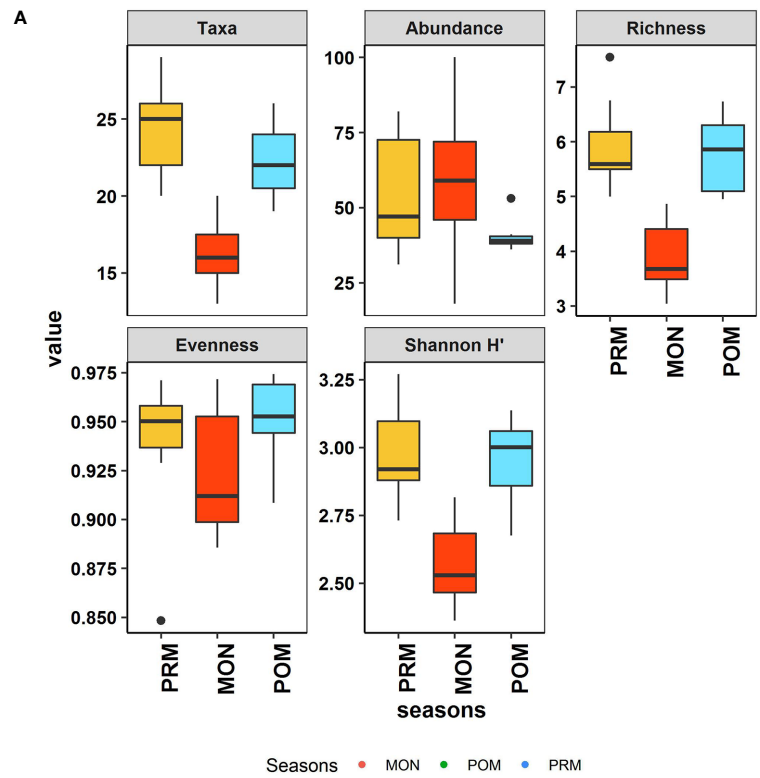 A
Taxa
Abundance
Richness
25
20
15
100
75
50
25
7
6
5
4
3
PRM
MON
POM
value
Evenness
Shannon H'
0.975
0.950
0.925
0.900
0.875
0.850
3.25
3.00
2.75
2.50
PRM
MON
POM
PRM
MON
POM
seasons
Seasons MON POM PRM